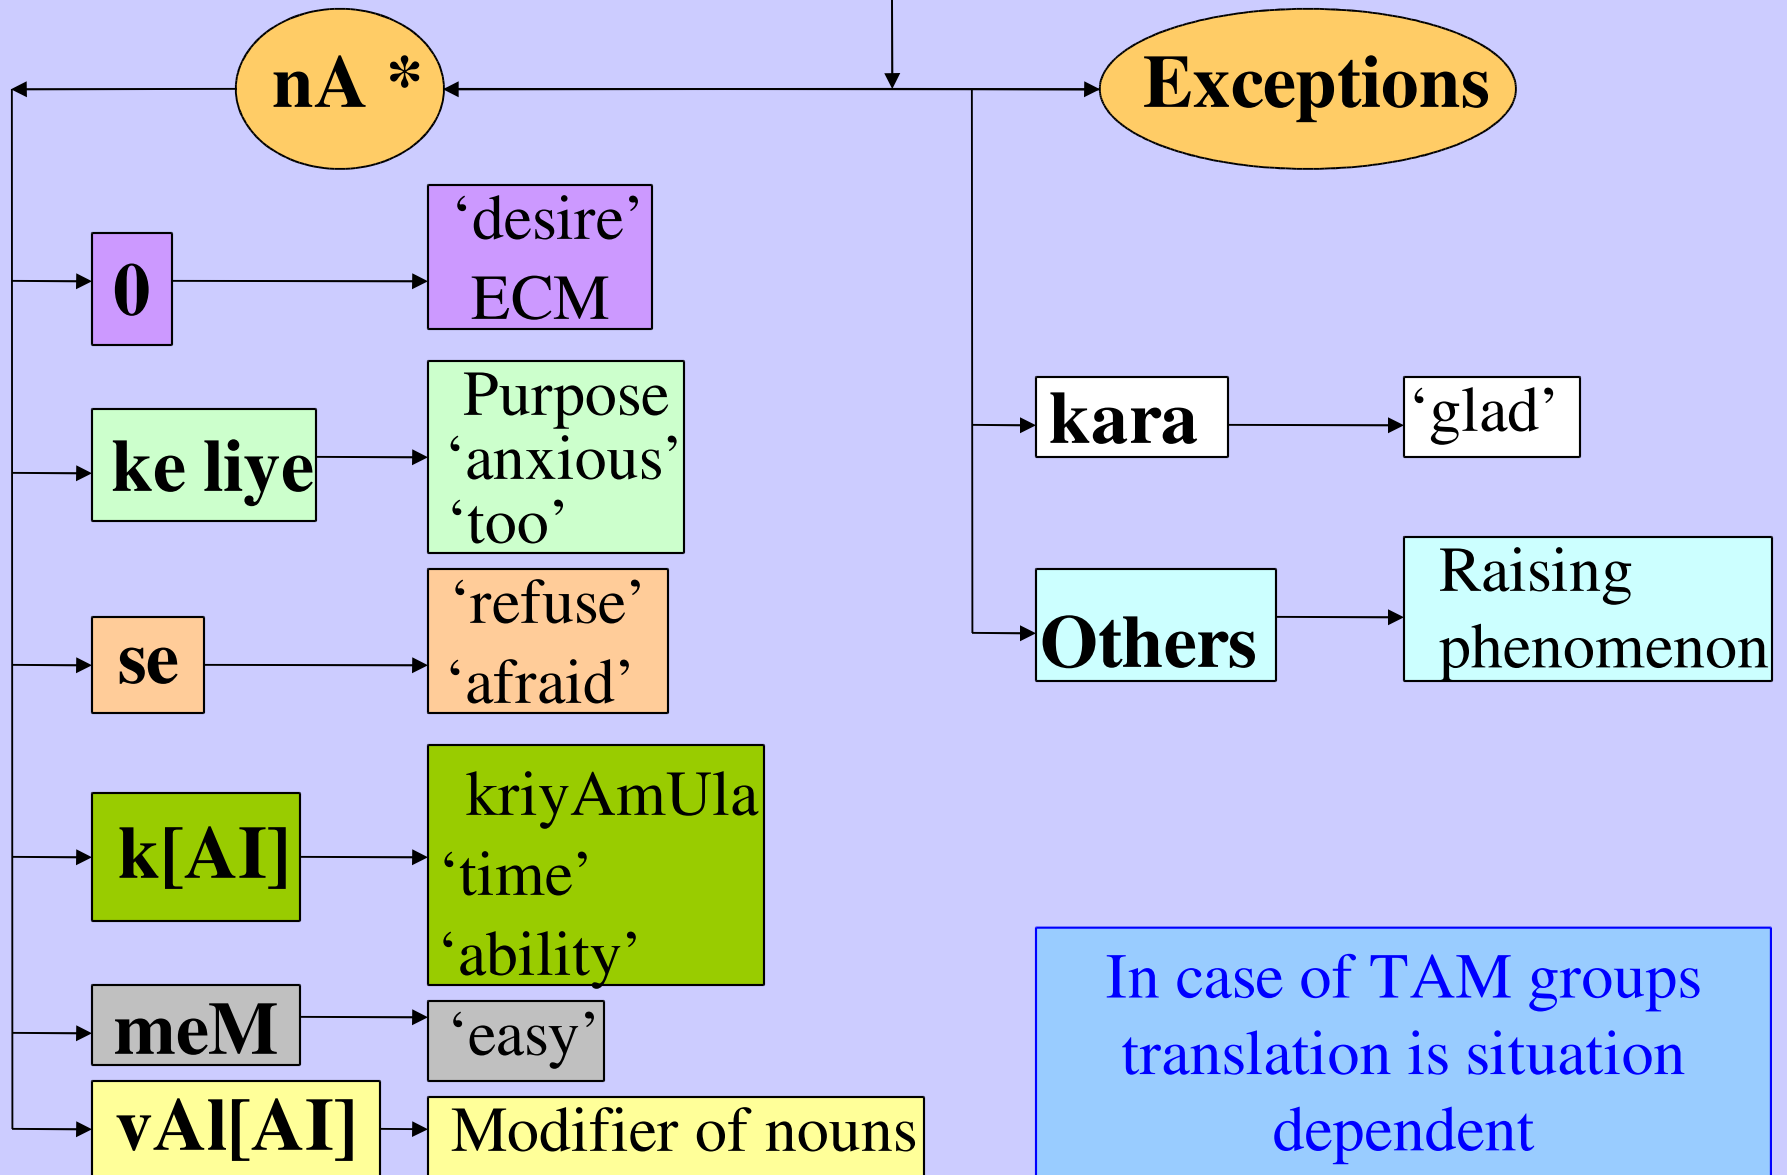 nA *
Exceptions
0
‘desire’
ECM
ke liye
Purpose
‘anxious’
‘too’
se
‘refuse’
‘afraid’
k[AI]
kriyAmUla
‘time’
‘ability’
meM
‘easy’
vAl[AI]
Modifier of nouns
kara
‘glad’
Others
Raising
phenomenon
In case of TAM groups
translation is situation
dependent